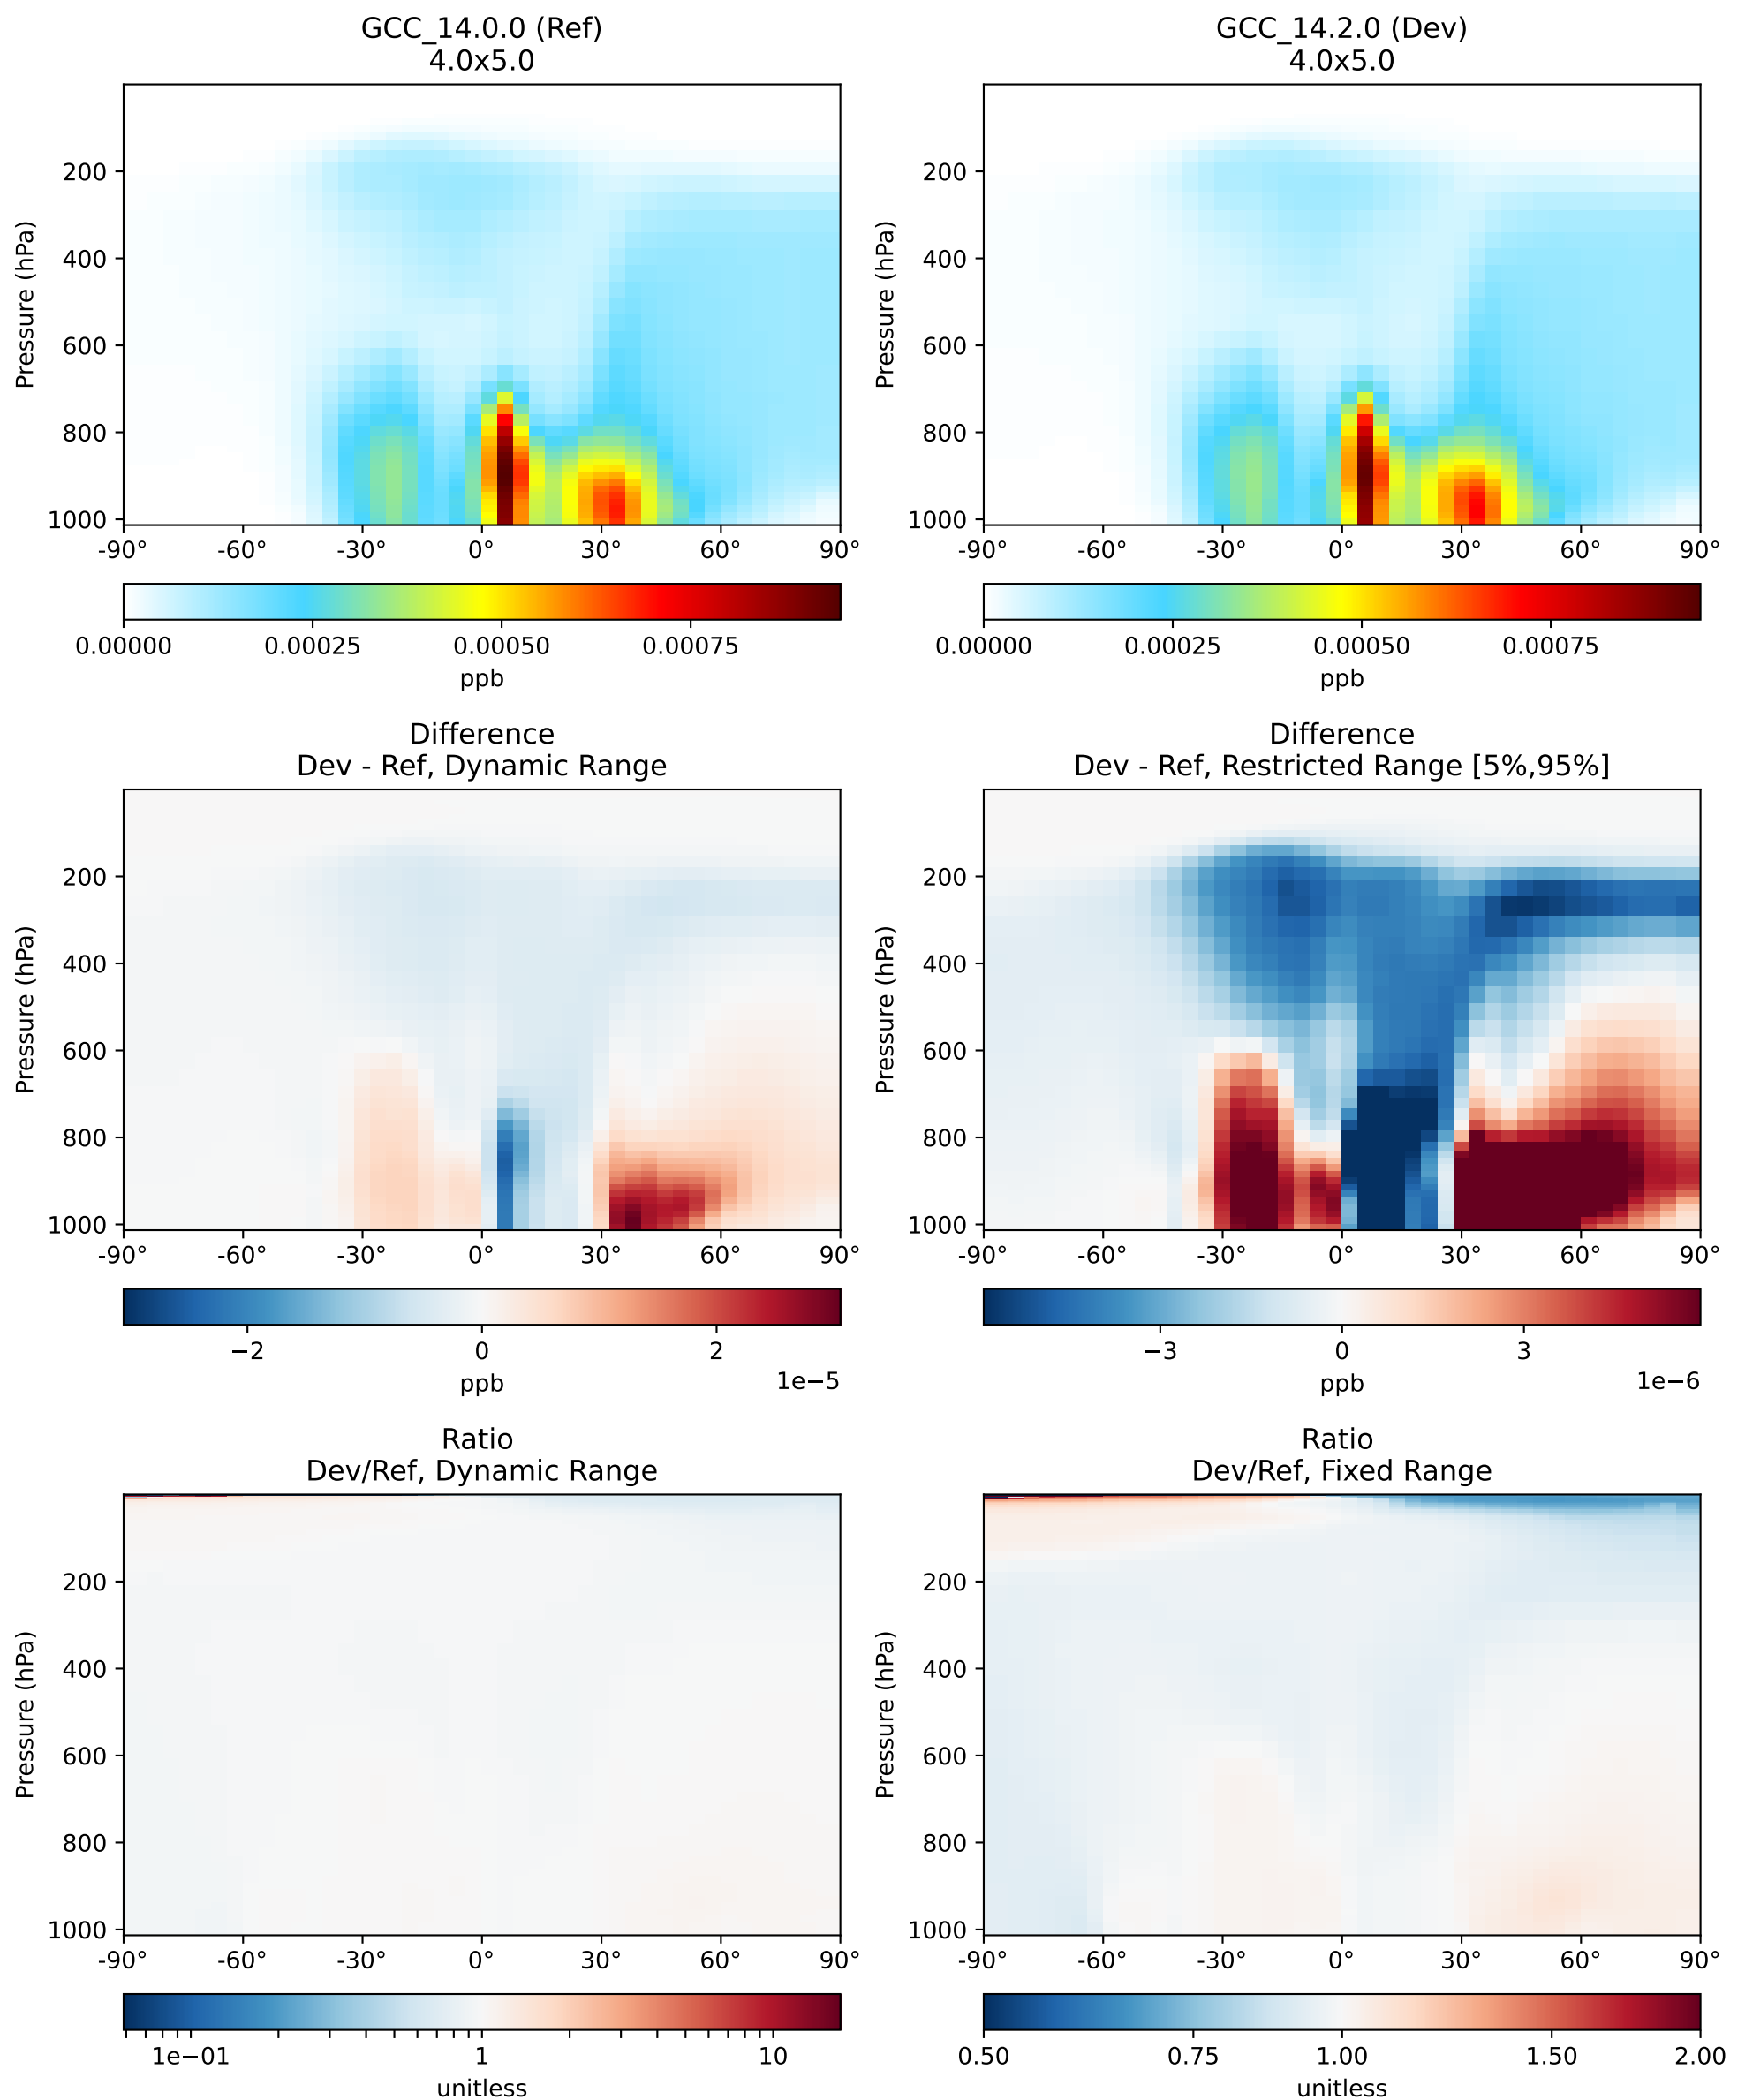 GCC_14.0.0 (Ref)
4.0x5.0
Pressure (hPa)
200
400
600
800
1000
-90° -60° -30° 0° 30° 60° 90°
0.00000 0.00025 0.00050 0.00075
ppb
GCC_14.2.0 (Dev)
4.0x5.0
Pressure (hPa)
200
400
600
800
1000
-90° -60° -30° 0° 30° 60° 90°
0.00000 0.00025 0.00050 0.00075
ppb
Difference
Dev - Ref, Dynamic Range
Pressure (hPa)
200
400
600
800
1000
-90° -60° -30° 0° 30° 60° 90°
−2 0 2
ppb
1e−5
Difference
Dev - Ref, Restricted Range [5%,95%]
Pressure (hPa)
200
400
600
800
1000
-90° -60° -30° 0° 30° 60° 90°
−3 0 3
ppb
1e−6
Ratio
Dev/Ref, Dynamic Range
Pressure (hPa)
200
400
600
800
1000
-90° -60° -30° 0° 30° 60° 90°
1e−01 1 10
unitless
Ratio
Dev/Ref, Fixed Range
Pressure (hPa)
200
400
600
800
1000
-90° -60° -30° 0° 30° 60° 90°
0.50 0.75 1.00 1.50 2.00
unitless